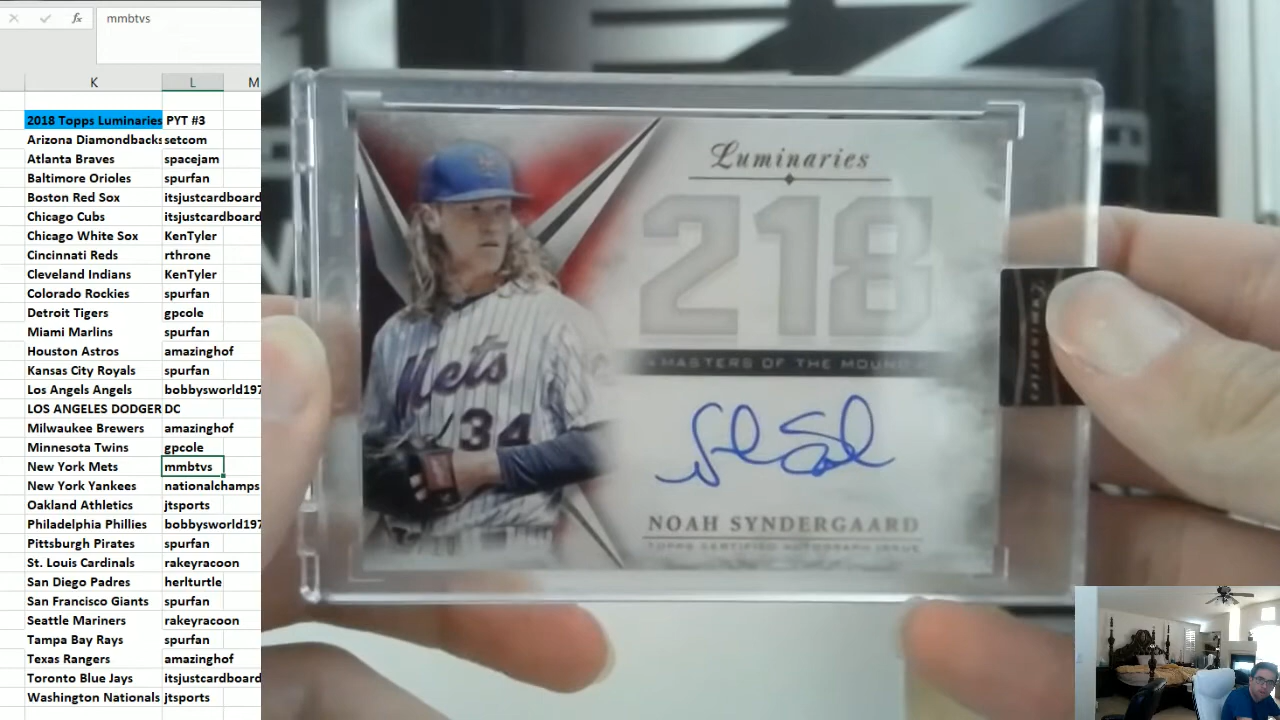 mmbtvs
K L M
2018 Topps Luminaries PYT #3
Arizona Diamondbacks setcom
Atlanta Braves spacejam
Baltimore Orioles spurfan
Boston Red Sox itsjustcardboard
Chicago Cubs itsjustcardboard
Chicago White Sox KenTyler
Cincinnati Reds rthrone
Cleveland Indians KenTyler
Colorado Rockies spurfan
Detroit Tigers gpcole
Miami Marlins spurfan
Houston Astros amazinghof
Kansas City Royals spurfan
Los Angels Angels bobbysworld197
LOS ANGELES DODGER DC
Milwaukee Brewers amazinghof
Minnesota Twins gpcole
New York Mets mmbtvs
New York Yankees nationalchamps
Oakland Athletics jtsports
Philadelphia Phillies bobbysworld197
Pittsburgh Pirates spurfan
St. Louis Cardinals rakeyracoon
San Diego Padres herlturtle
San Francisco Giants spurfan
Seattle Mariners rakeyracoon
Tampa Bay Rays spurfan
Texas Rangers amazinghof
Toronto Blue Jays itsjustcardboard
Washington Nationals jtsports
Luminaries
218
MASTERS OF THE MOUND
Mets
34
NOAH SYNDERGAARD
TOPPS CERTIFIED AUTOGRAPH ISSUE